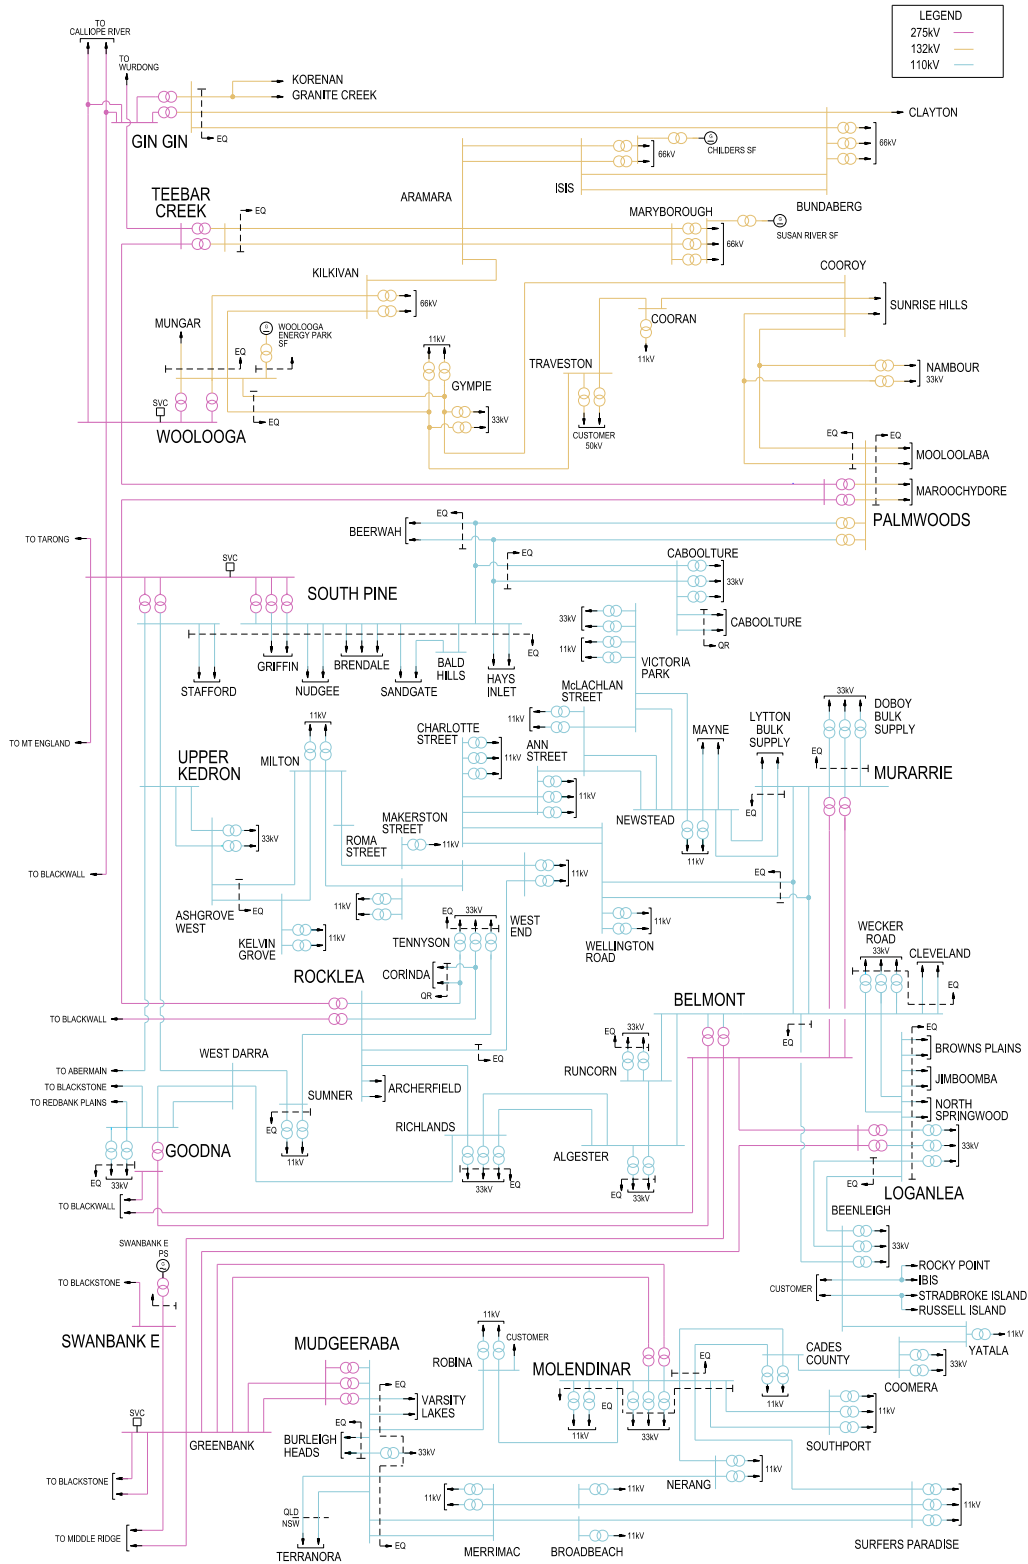 LEGEND
275kV
132kV
110kV
TO
CALLIOPE RIVER
TO
WURDONG
KORENAN
GRANITE CREEK
EQ
GIN GIN
CLAYTON
66kV
G
CHILDERS SF
66kV
ISIS
BUNDABERG
ARAMARA
TEEBAR
CREEK
EQ
MARYBOROUGH
G
SUSAN RIVER SF
66kV
KILKIVAN
66kV
COOROY
SUNRISE HILLS
MUNGAR
G
WOOLOOGA
ENERGY PARK
SF
EQ
11kV
GYMPIE
33kV
COORAN
11kV
TRAVESTON
CUSTOMER
50kV
NAMBOUR
33kV
SVC
EQ
WOOLOOGA
EQ
EQ
MOOLOOLABA
MAROOCHYDORE
PALMWOODS
BEERWAH
EQ
EQ
TO TARONG
SVC
SOUTH PINE
CABOOLTURE
33kV
CABOOLTURE
QR
STAFFORD
GRIFFIN
NUDGEE
BRENDALE
SANDGATE
BALD
HILLS
HAYS
INLET
EQ
33kV
11kV
VICTORIA
PARK
McLACHLAN
STREET
11kV
TO MT ENGLAND
UPPER
KEDRON
MILTON
11kV
CHARLOTTE
STREET
11kV
ANN
STREET
11kV
MAYNE
LYTTON
BULK
SUPPLY
33kV
DOBOY
BULK
SUPPLY
EQ
MURARRIE
EQ
NEWSTEAD
11kV
33kV
ROMA
STREET
MAKERSTON
STREET
11kV
TO BLACKWALL
ASHGROVE
WEST
EQ
11kV
KELVIN
GROVE
11kV
11kV
WEST
END
11kV
WELLINGTON
ROAD
EQ
WECKER
ROAD
33kV
CLEVELAND
EQ
33kV
EQ
TENNYSON
CORINDA
QR
ROCKLEA
TO BLACKWALL
BELMONT
EQ
EQ
WEST DARRA
EQ
33kV
EQ
RUNCORN
BROWNS PLAINS
JIMBOOMBA
NORTH
SPRINGWOOD
TO ABERMAIN
TO BLACKSTONE
TO REDBANK PLAINS
SUMNER
ARCHERFIELD
EQ
11kV
RICHLANDS
GOODNA
EQ
33kV
33kV
EQ
ALGESTER
EQ
33kV
33kV
EQ
LOGANLEA
TO BLACKWALL
BEENLEIGH
33kV
SWANBANK E
PS
G
TO BLACKSTONE
SWANBANK E
ROCKY POINT
IBIS
CUSTOMER
STRADBROKE ISLAND
RUSSELL ISLAND
11kV
YATALA
MUDGEERABA
11kV
CUSTOMER
ROBINA
MOLENDINAR
EQ
CADES
COUNTY
33kV
COOMERA
EQ
VARSITY
LAKES
EQ
11kV
33kV
11kV
11kV
SOUTHPORT
SVC
GREENBANK
EQ
BURLEIGH
HEADS
33kV
NERANG
11kV
TO BLACKSTONE
11kV
11kV
11kV
QLD
NSW
TO MIDDLE RIDGE
TERRANORA
EQ
MERRIMAC
11kV
BROADBEACH
SURFERS PARADISE